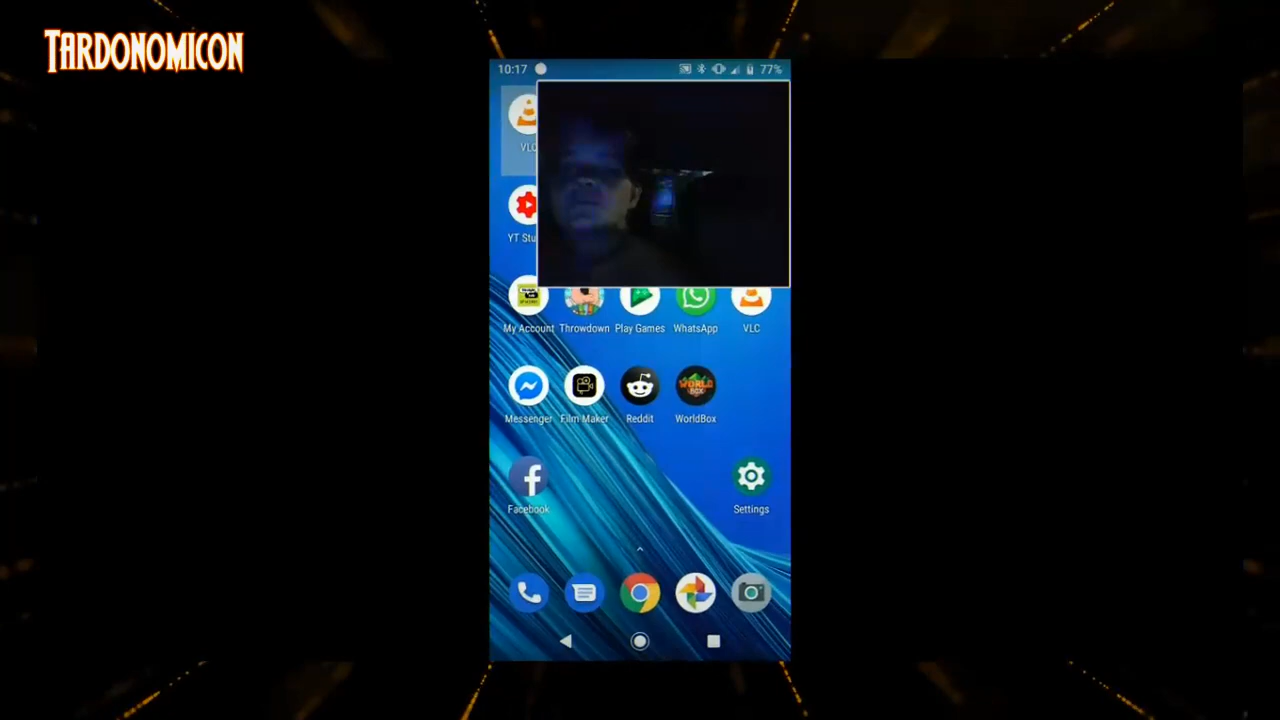 TARDONOMICON
10:17
77%
VLC
YT Stu
My Account Throwdown Play Games WhatsApp VLC
Messenger Film Maker Reddit WorldBox
Facebook Settings